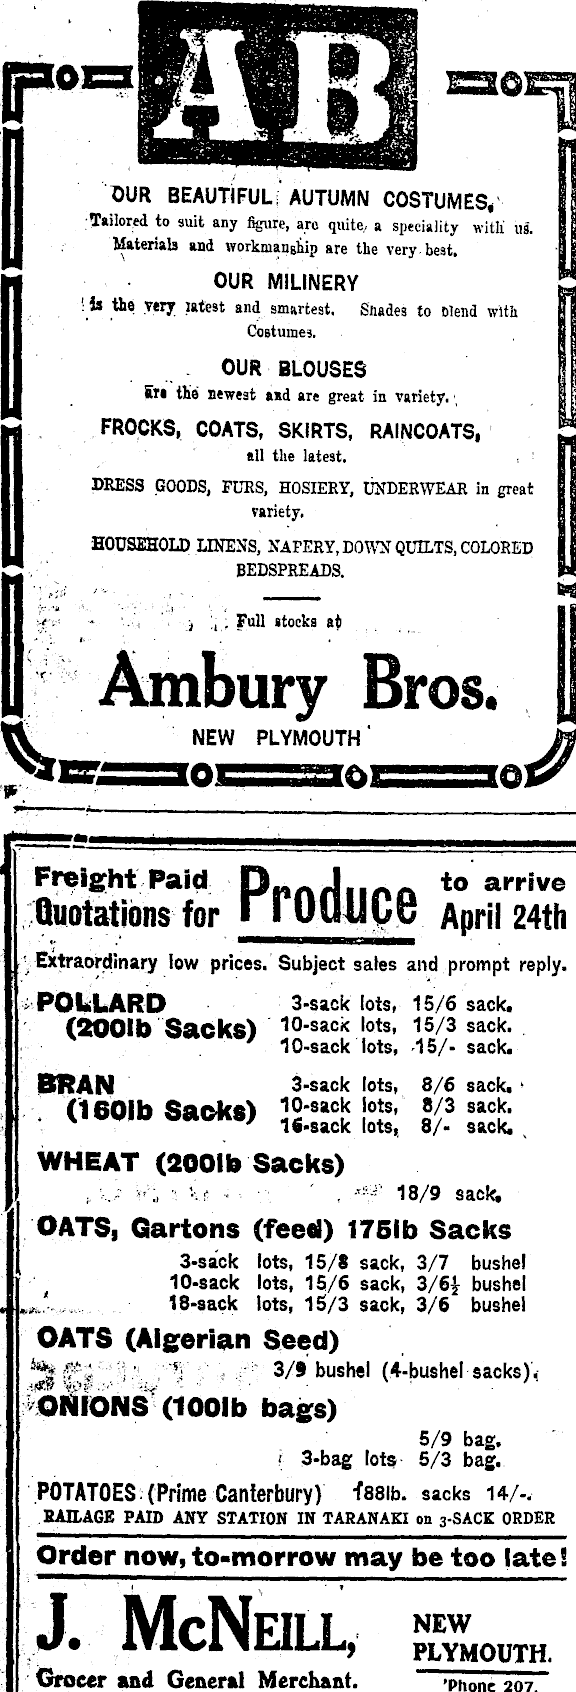 AB
OUR BEAUTIFUL AUTUMN COSTUMES,
Tailored to suit any figure, are quite a speciality with us.
Materials and workmanship are the very best.
OUR MILINERY
is the very latest and smartest. Shades to blend with
Costumes.
OUR BLOUSES
are the newest and are great in variety.
FROCKS, COATS, SKIRTS, RAINCOATS,
all the latest.
DRESS GOODS, FURS, HOSIERY, UNDERWEAR in great
variety.
HOUSEHOLD LINENS, NAPERY, DOWN QUILTS, COLORED
BEDSPREADS.
Full stocks at
Ambury Bros.
NEW PLYMOUTH
Freight Paid Quotations for Produce to arrive April 24th
Extraordinary low prices. Subject sales and prompt reply.
POLLARD 3-sack lots, 15/6 sack.
(200lb Sacks) 10-sack lots, 15/3 sack.
10-sack lots, 15/- sack.
BRAN 3-sack lots, 8/6 sack.
(160lb Sacks) 10-sack lots, 8/3 sack.
16-sack lots, 8/- sack.
WHEAT (200lb Sacks)
18/9 sack.
OATS, Gartons (feed) 175lb Sacks
3-sack lots, 15/8 sack, 3/7 bushel
10-sack lots, 15/6 sack, 3/6½ bushel
18-sack lots, 15/3 sack, 3/6 bushel
OATS (Algerian Seed)
3/9 bushel (4-bushel sacks).
ONIONS (100lb bags)
5/9 bag.
3-bag lots 5/3 bag.
POTATOES (Prime Canterbury) 188lb. sacks 14/-.
RAILAGE PAID ANY STATION IN TARANAKI on 3-SACK ORDER
Order now, to-morrow may be too late!
J. McNEILL, NEW PLYMOUTH.
Grocer and General Merchant. 'Phone 207.